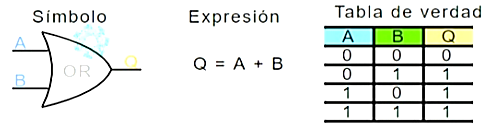 Símbolo
A
B
OR
Q
Expresión
Q = A + B
Tabla de verdad
A B Q
0 0 0
0 1 1
1 0 1
1 1 1